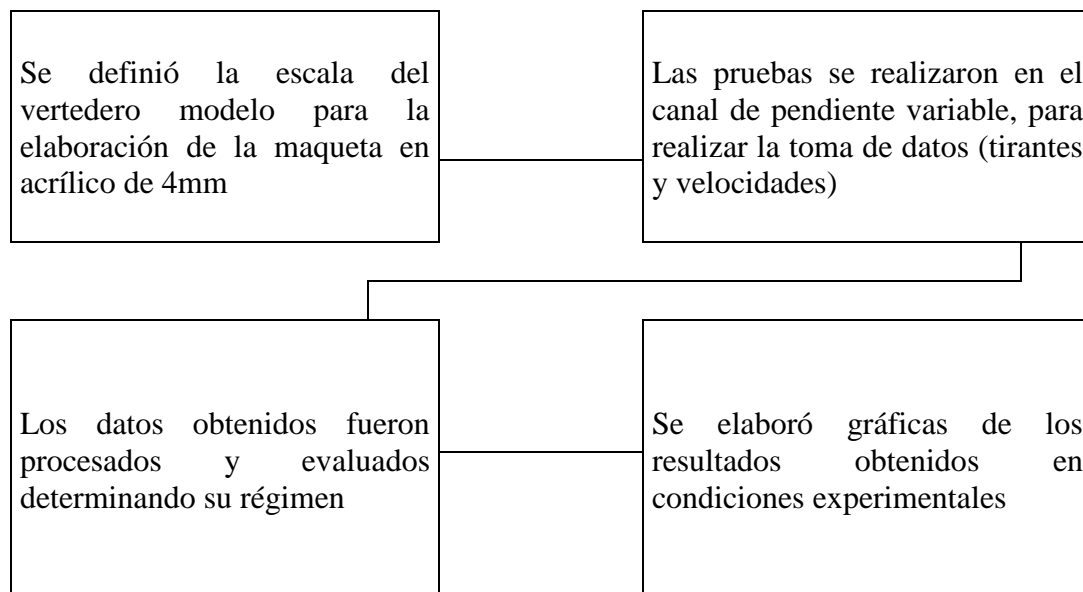 Se definió la escala del
vertedero modelo para la
elaboración de la maqueta en
acrílico de 4mm
Las pruebas se realizaron en el
canal de pendiente variable, para
realizar la toma de datos (tirantes
y velocidades)
Los datos obtenidos fueron
procesados y evaluados
determinando su régimen
Se elaboró gráficas de los
resultados obtenidos en
condiciones experimentales